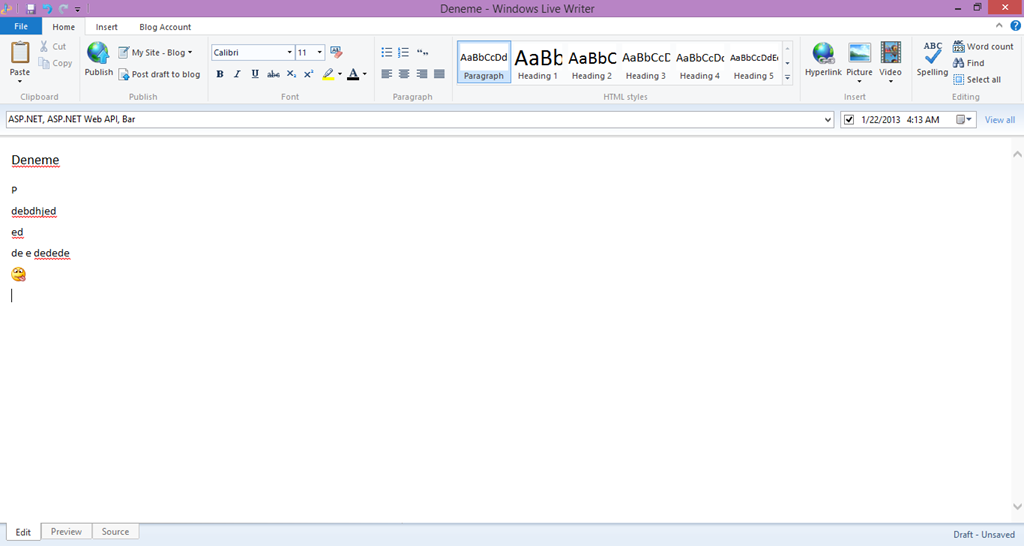 Deneme - Windows Live Writer
File Home Insert Blog Account
Paste
Cut
Copy
Clipboard
Publish
My Site - Blog
Post draft to blog
Publish
Calibri 11
B I U abc X₂ X²
A
Font
Paragraph
AaBbCcDd AaBb AaBbC AaBbCcD AaBbCcDc AaBbCcDdEe
Paragraph Heading 1 Heading 2 Heading 3 Heading 4 Heading 5
HTML styles
Hyperlink Picture Video
Insert
ABC
Spelling
ABC 123 Word count
Find
Select all
Editing
ASP.NET, ASP.NET Web API, Bar
1/22/2013 4:13 AM
View all
Deneme
P
debdhjed
ed
de e dedede
Edit Preview Source
Draft - Unsaved